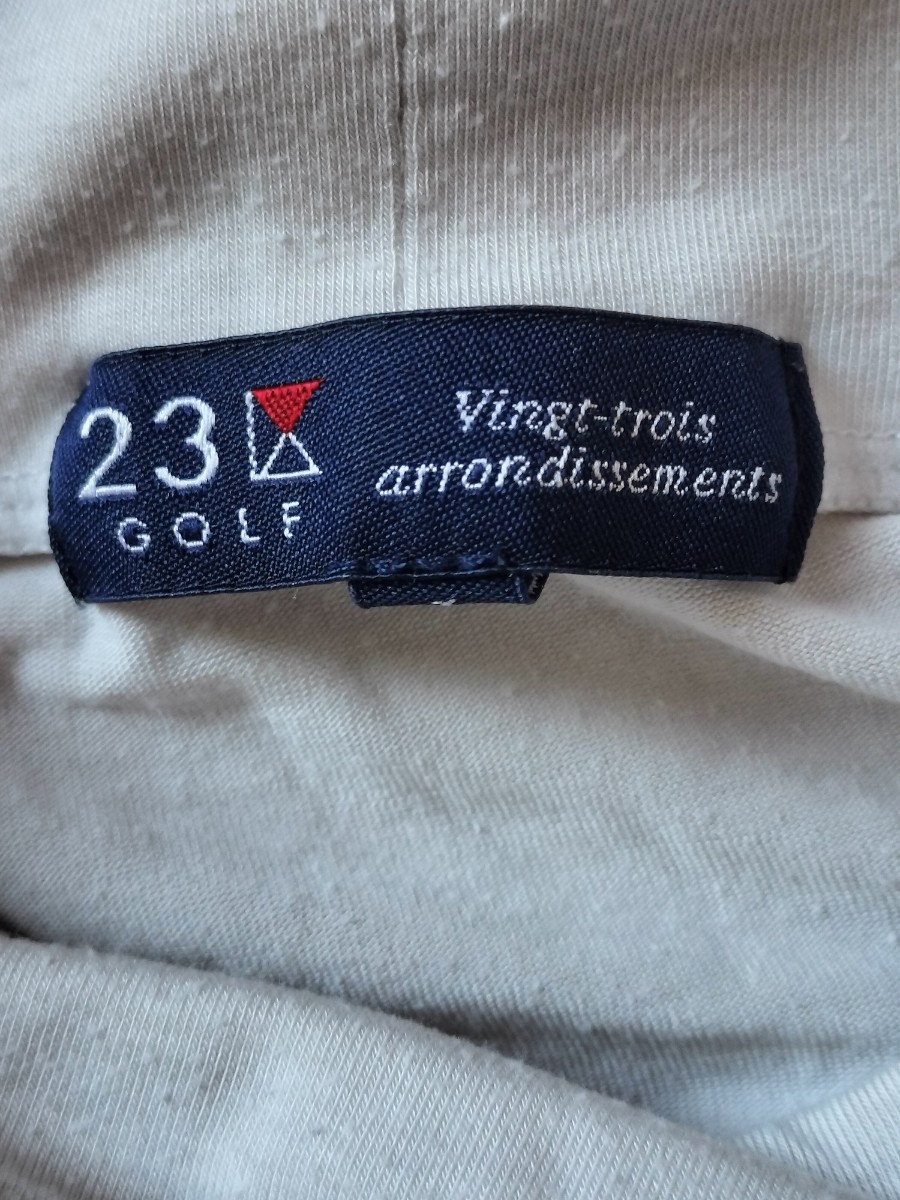 23
GOLF
Vingt-trois
arrondissements